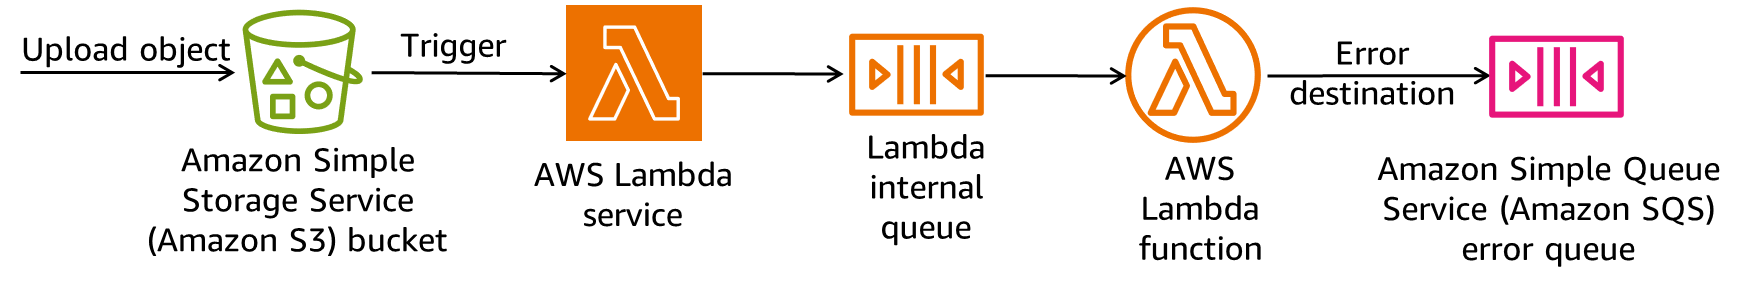 Upload object
Amazon Simple
Storage Service
(Amazon S3) bucket
Trigger
AWS Lambda
service
Lambda
internal
queue
AWS
Lambda
function
Error
destination
Amazon Simple Queue
Service (Amazon SQS)
error queue